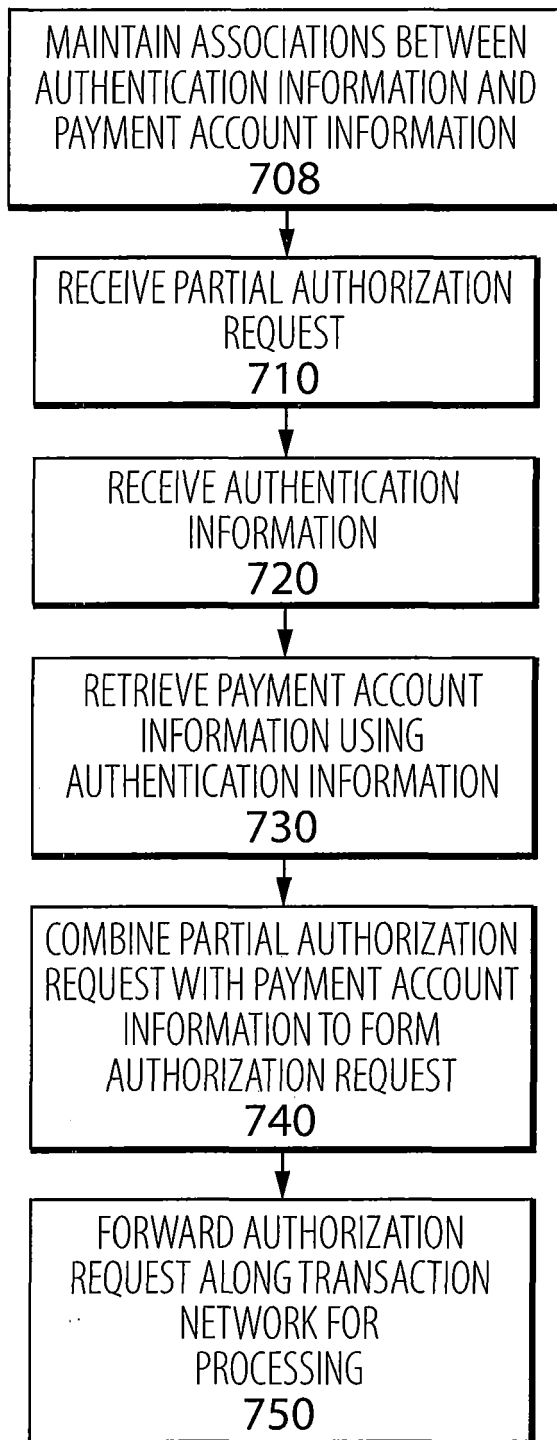 MAINTAIN ASSOCIATIONS BETWEEN
AUTHENTICATION INFORMATION AND
PAYMENT ACCOUNT INFORMATION
708
RECEIVE PARTIAL AUTHORIZATION
REQUEST
710
RECEIVE AUTHENTICATION
INFORMATION
720
RETRIEVE PAYMENT ACCOUNT
INFORMATION USING
AUTHENTICATION INFORMATION
730
COMBINE PARTIAL AUTHORIZATION
REQUEST WITH PAYMENT ACCOUNT
INFORMATION TO FORM
AUTHORIZATION REQUEST
740
FORWARD AUTHORIZATION
REQUEST ALONG TRANSACTION
NETWORK FOR
PROCESSING
750